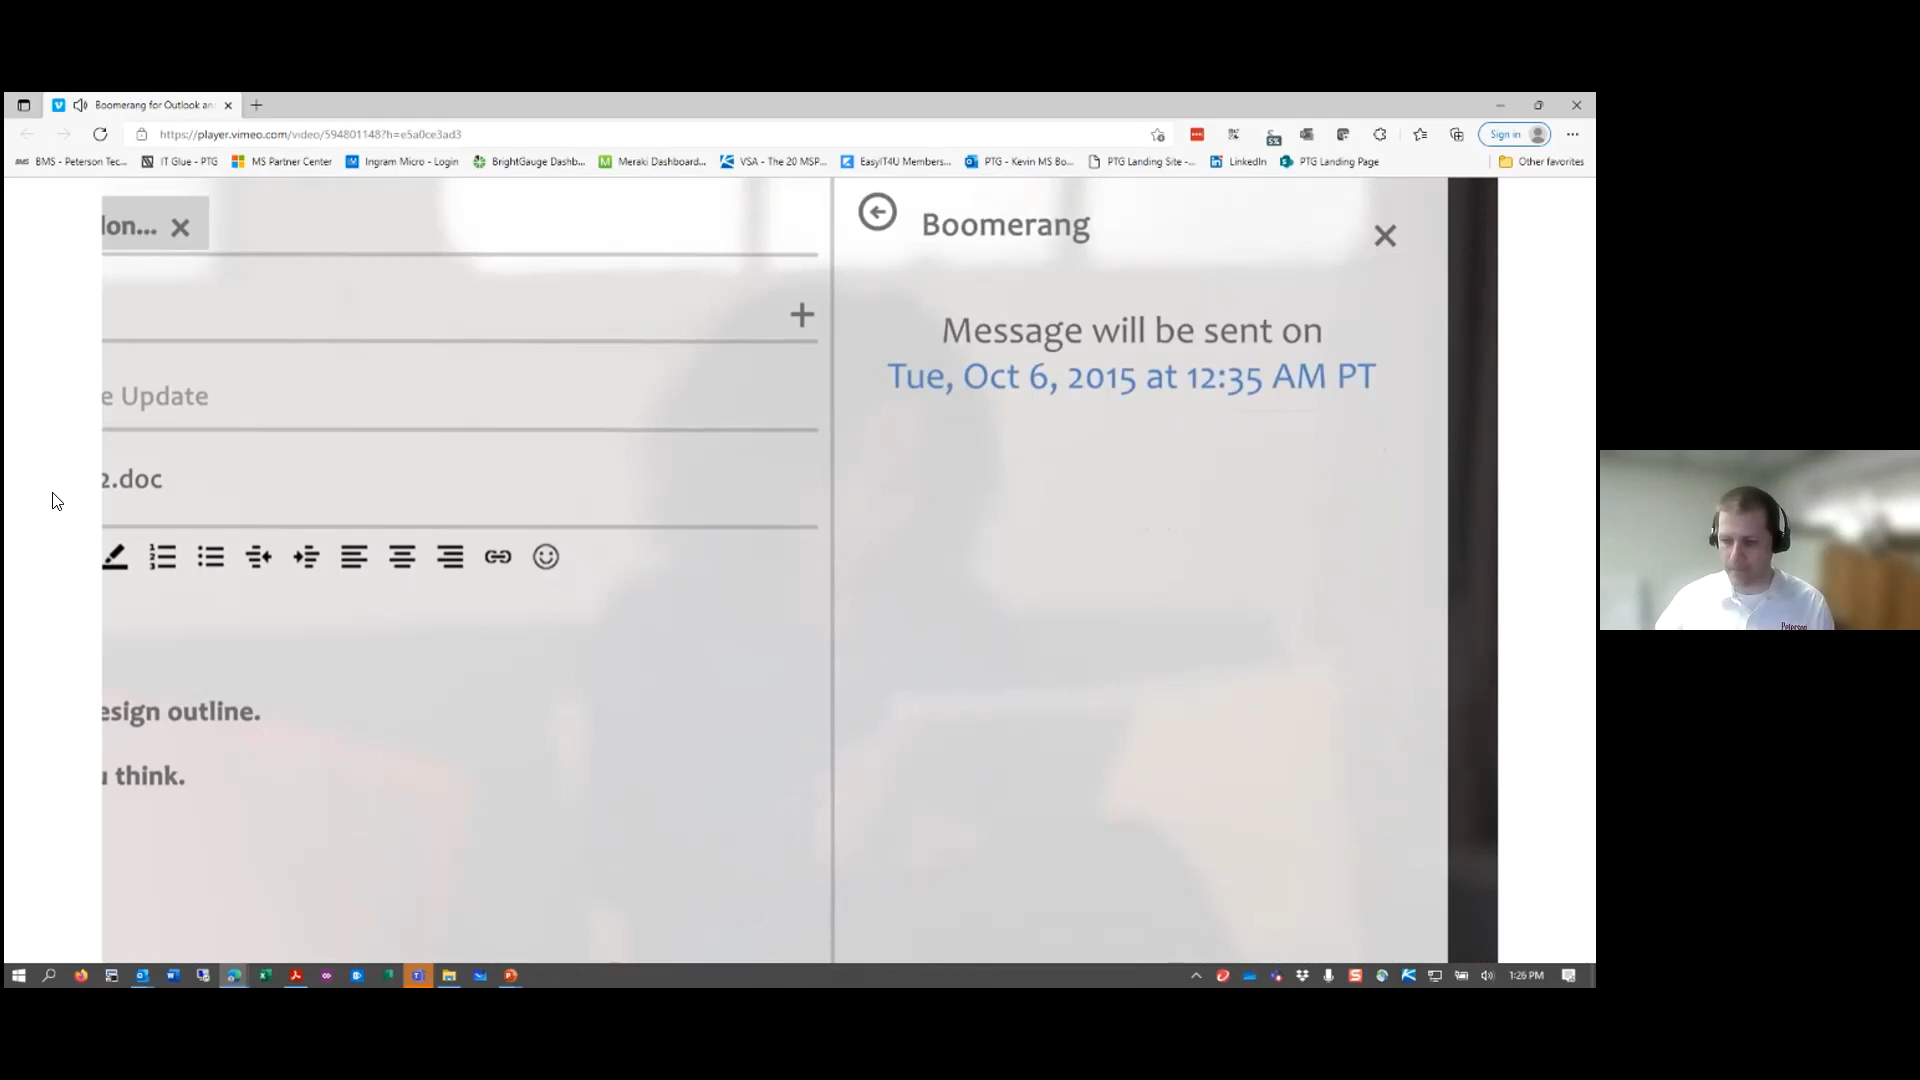 Boomerang for Outlook an
https://player.vimeo.com/video/594801148?h=e5a0ce3ad3
Sign in
BMS BMS - Peterson Tec... IT Glue - PTG MS Partner Center Ingram Micro - Login BrightGauge Dashb... Meraki Dashboard... VSA - The 20 MSP... EasyIT4U Members... PTG - Kevin MS Bo... PTG Landing Site -... LinkedIn PTG Landing Page Other favorites
lon...
Boomerang
Message will be sent on
Tue, Oct 6, 2015 at 12:35 AM PT
e Update
2.doc
esign outline.
u think.
Peterson
1:26 PM